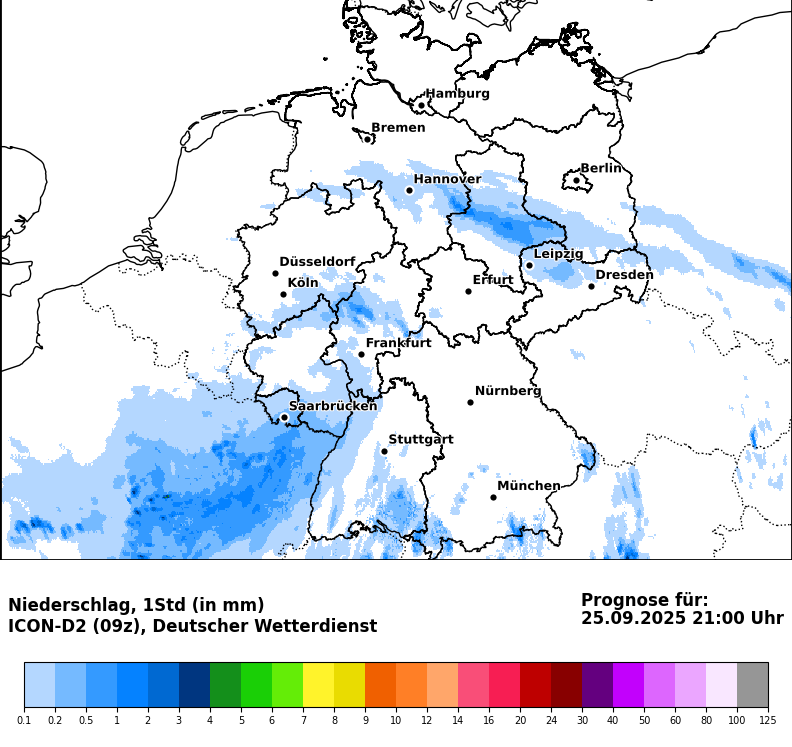 Hamburg
Bremen
Berlin
Hannover
Leipzig
Düsseldorf
Dresden
Köln
Erfurt
Frankfurt
Nürnberg
Saarbrücken
Stuttgart
München
Niederschlag, 1Std (in mm)
ICON-D2 (09z), Deutscher Wetterdienst
Prognose für:
25.09.2025 21:00 Uhr
0.1 0.2 0.5 1 2 3 4 5 6 7 8 9 10 12 14 16 20 24 30 40 50 60 80 100 125